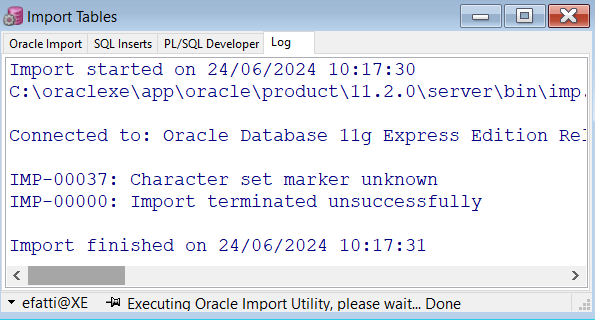 Import Tables
Oracle Import SQL Inserts PL/SQL Developer Log
Import started on 24/06/2024 10:17:30
C:\oraclexe\app\oracle\product\11.2.0\server\bin\imp.
Connected to: Oracle Database 11g Express Edition Rel
IMP-00037: Character set marker unknown
IMP-00000: Import terminated unsuccessfully
Import finished on 24/06/2024 10:17:31
efatti@XE Executing Oracle Import Utility, please wait... Done